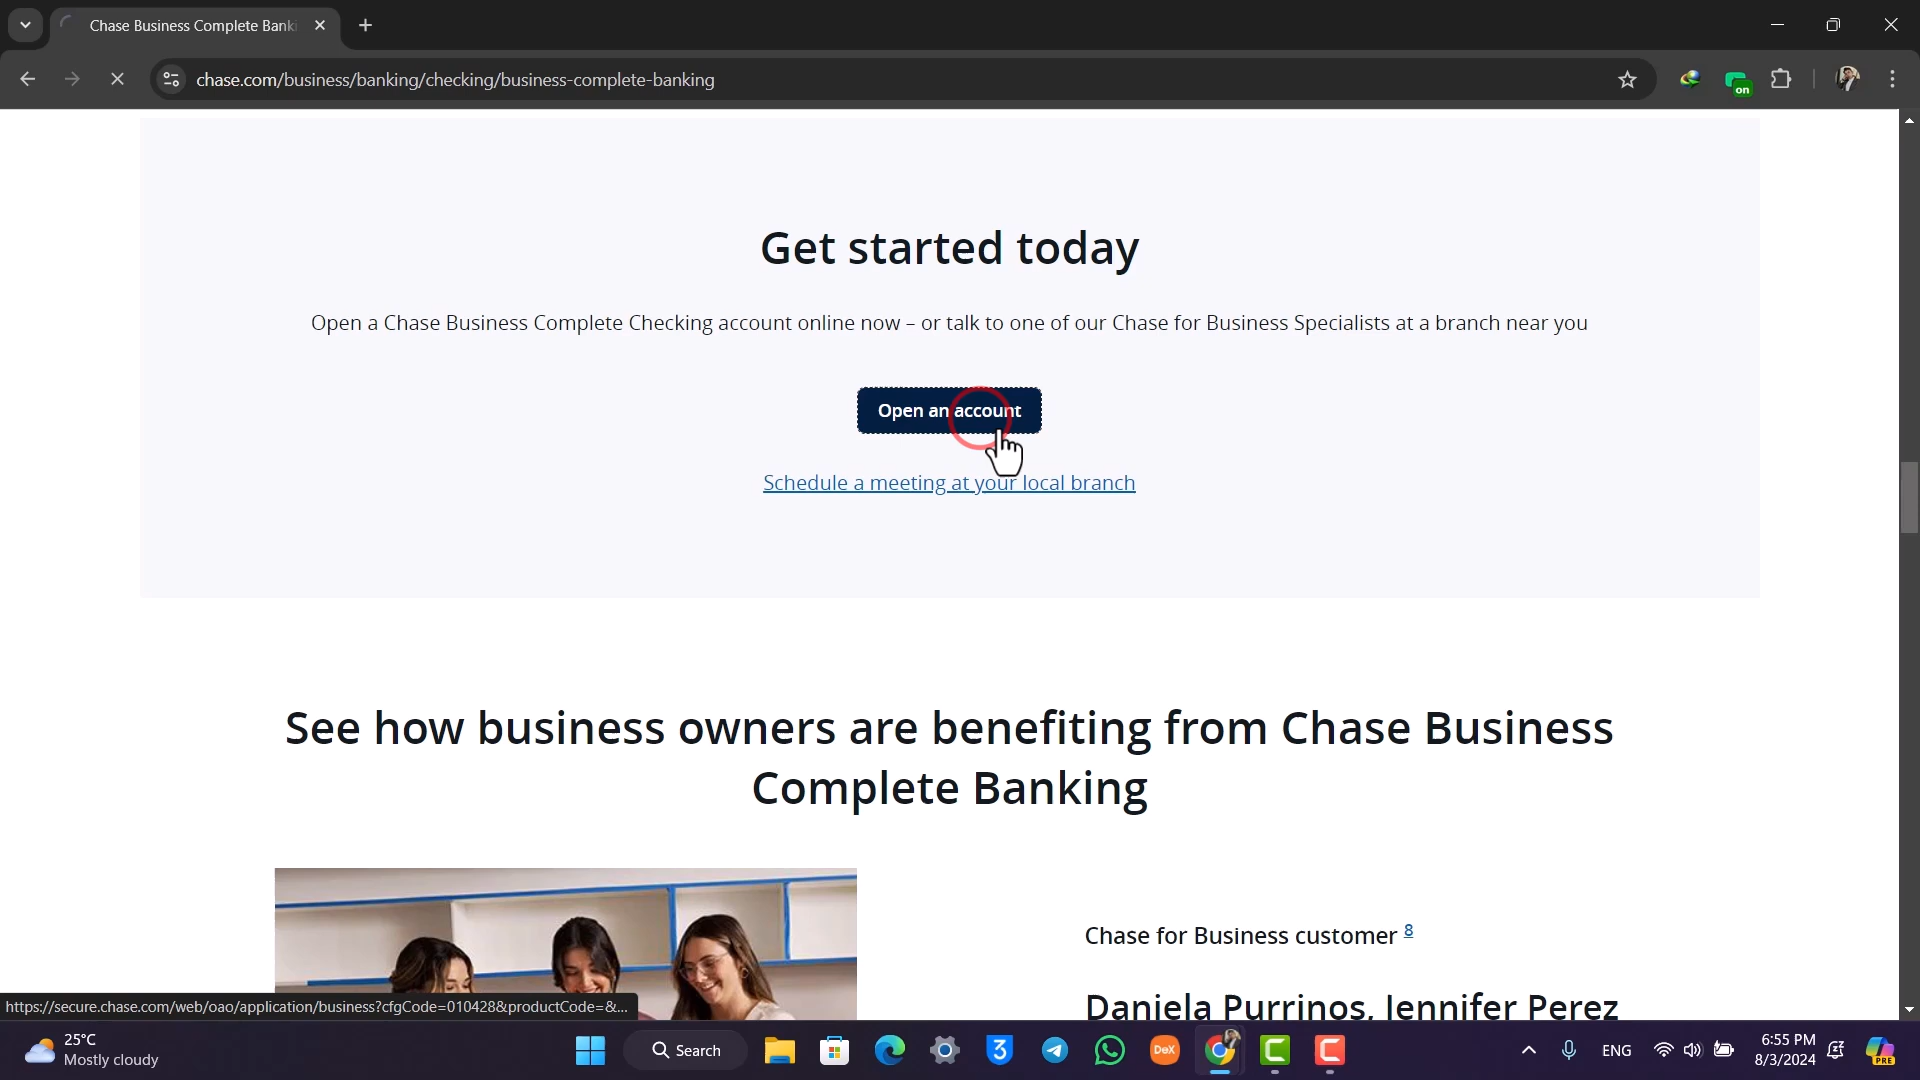 Chase Business Complete Banki
chase.com/business/banking/checking/business-complete-banking
on
Get started today
Open a Chase Business Complete Checking account online now – or talk to one of our Chase for Business Specialists at a branch near you
Open an account
Schedule a meeting at your local branch
See how business owners are benefiting from Chase Business
Complete Banking
Chase for Business customer 8
Daniela Purrinos, Jennifer Perez
https://secure.chase.com/web/oao/application/business?cfgCode=010428&productCode=&...
25°C
Mostly cloudy
Search
3
DeX
ENG
6:55 PM
8/3/2024
PRE